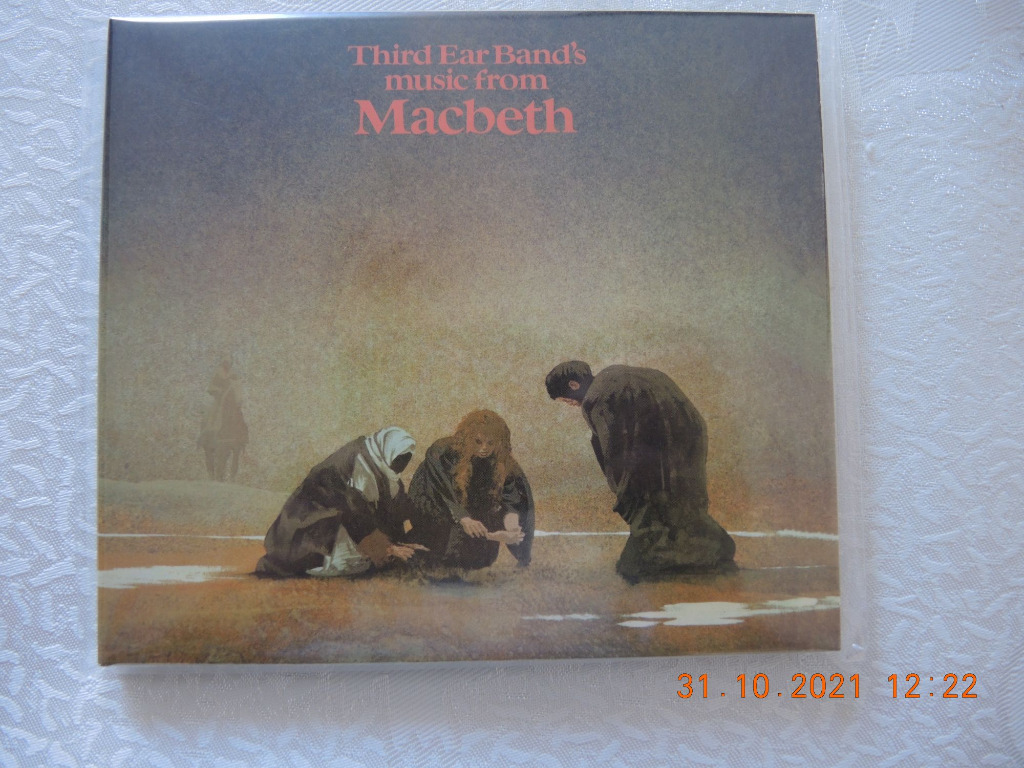 Third Ear Band's
music from
Macbeth
31.10.2021 12:22